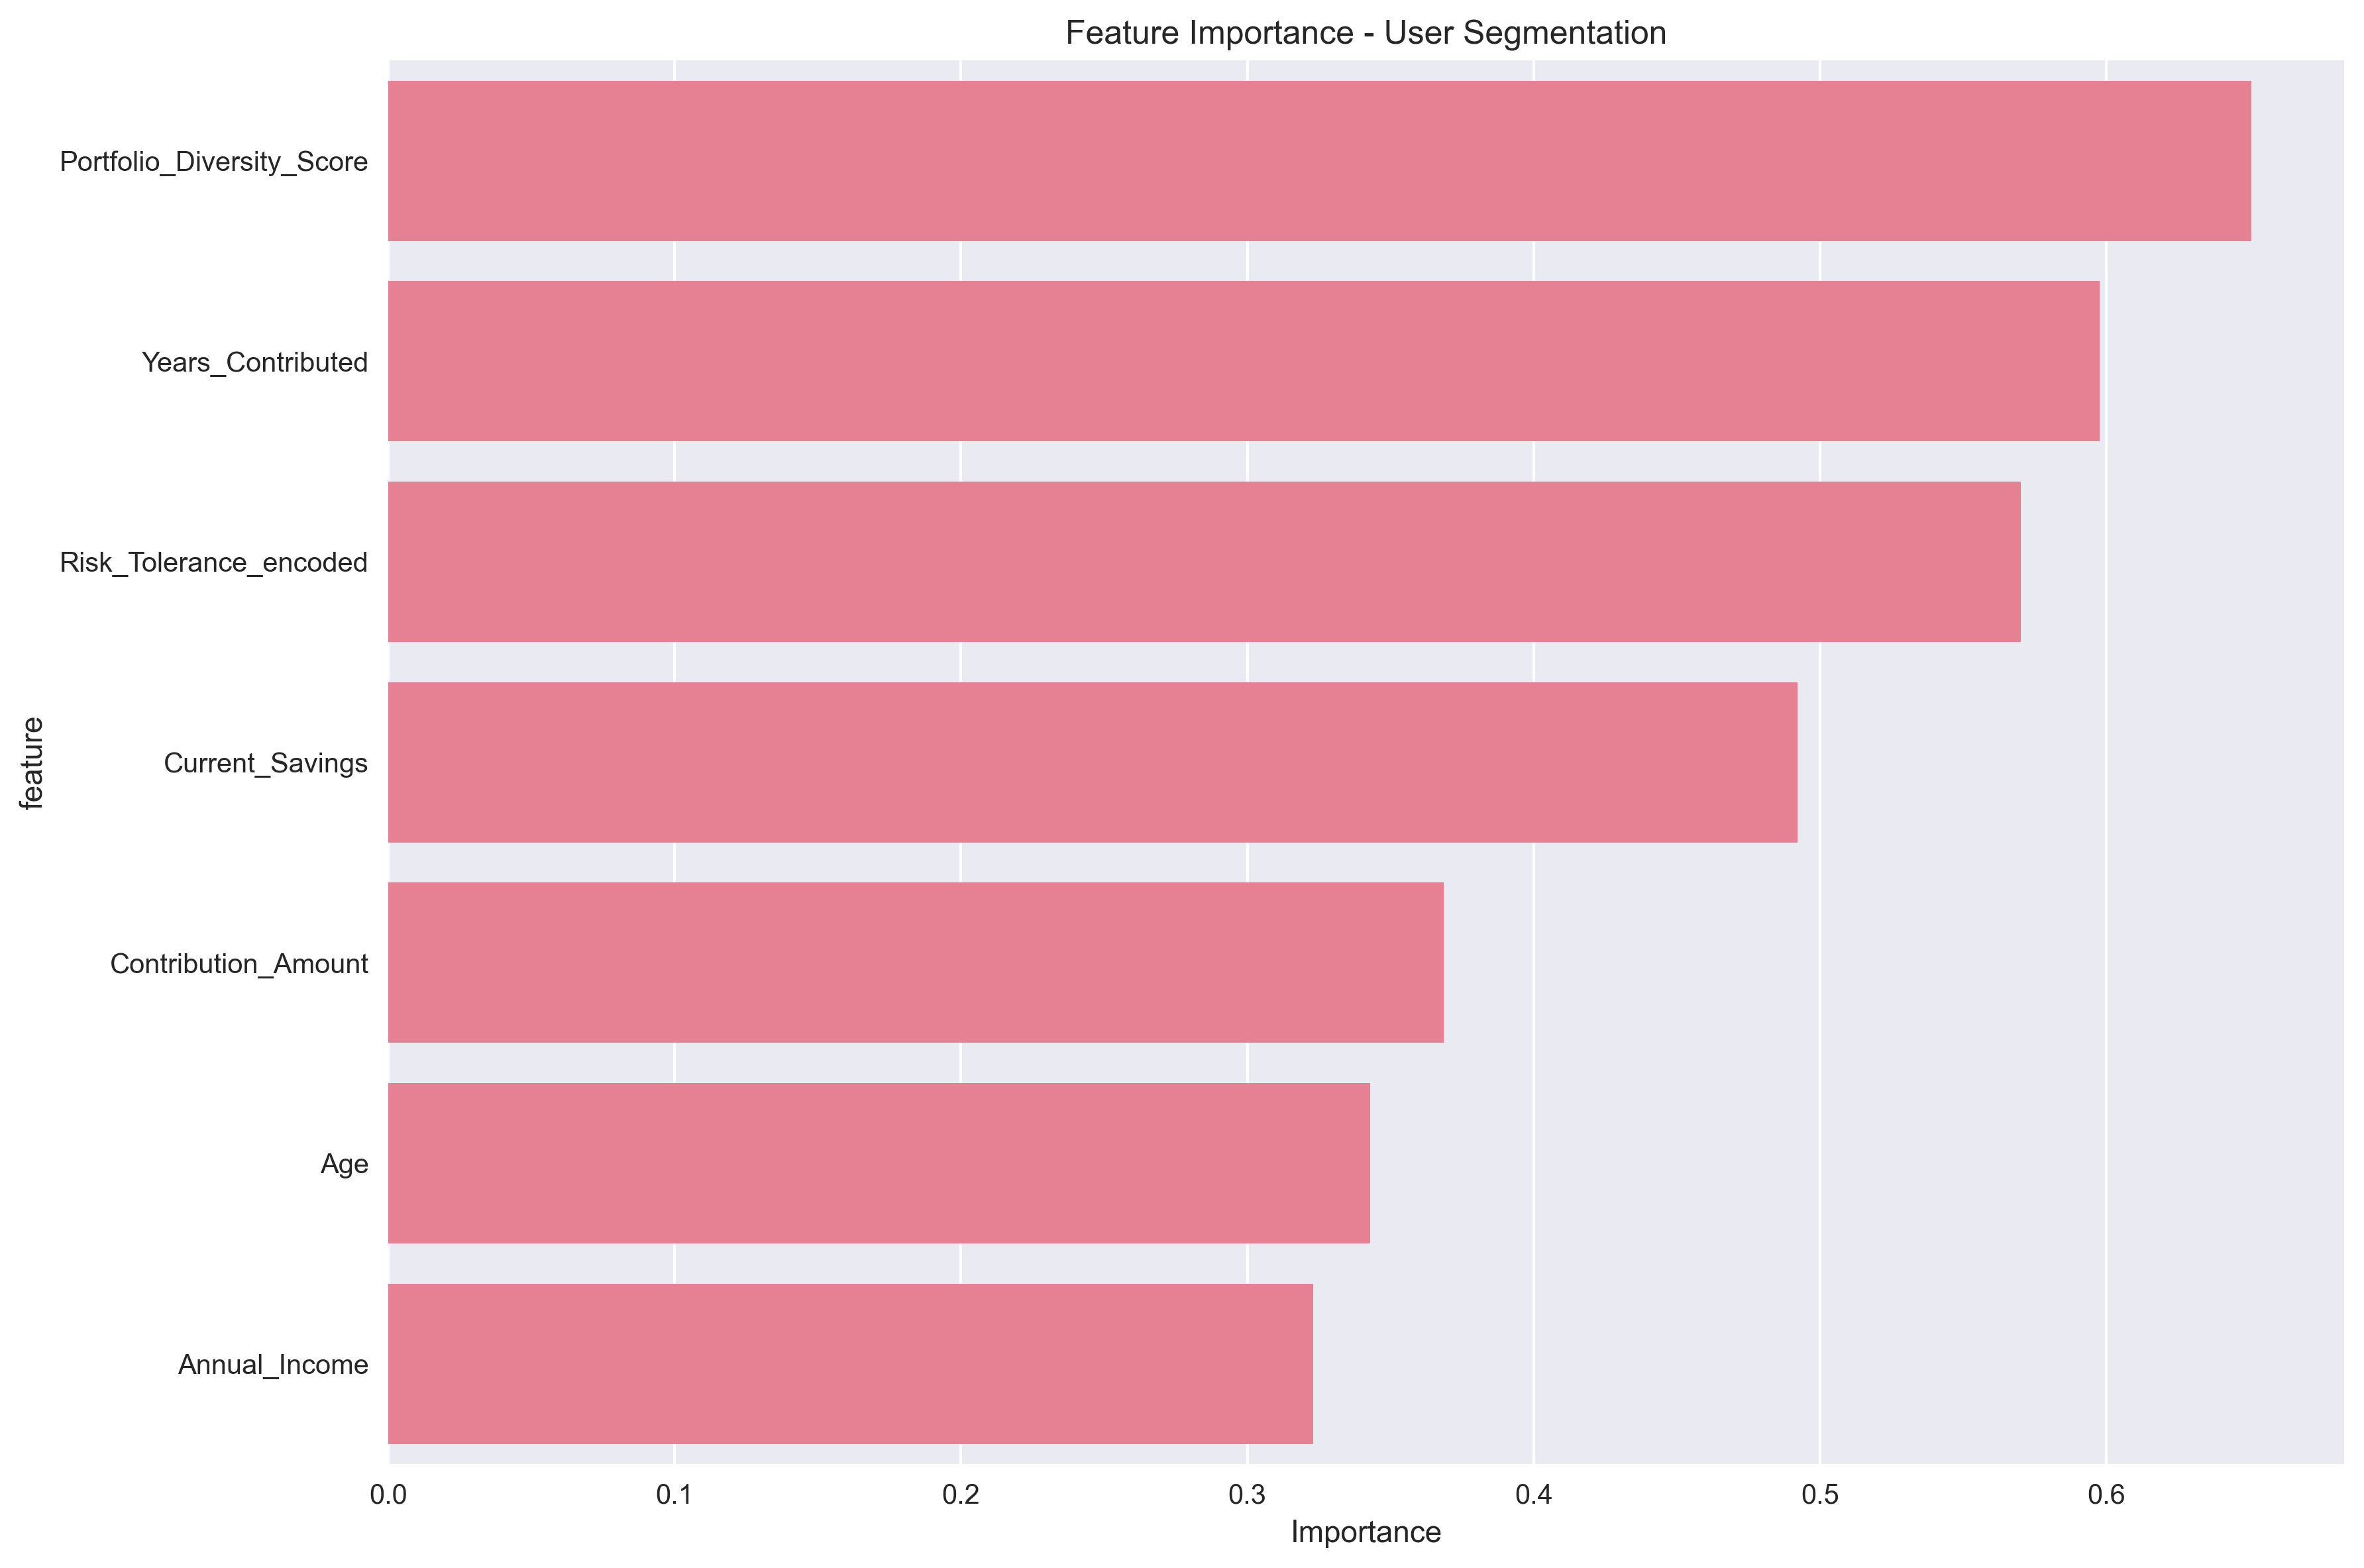 Feature Importance - User Segmentation
Portfolio_Diversity_Score
Years_Contributed
Risk_Tolerance_encoded
Current_Savings
Contribution_Amount
Age
Annual_Income
feature
0.0 0.1 0.2 0.3 0.4 0.5 0.6
Importance